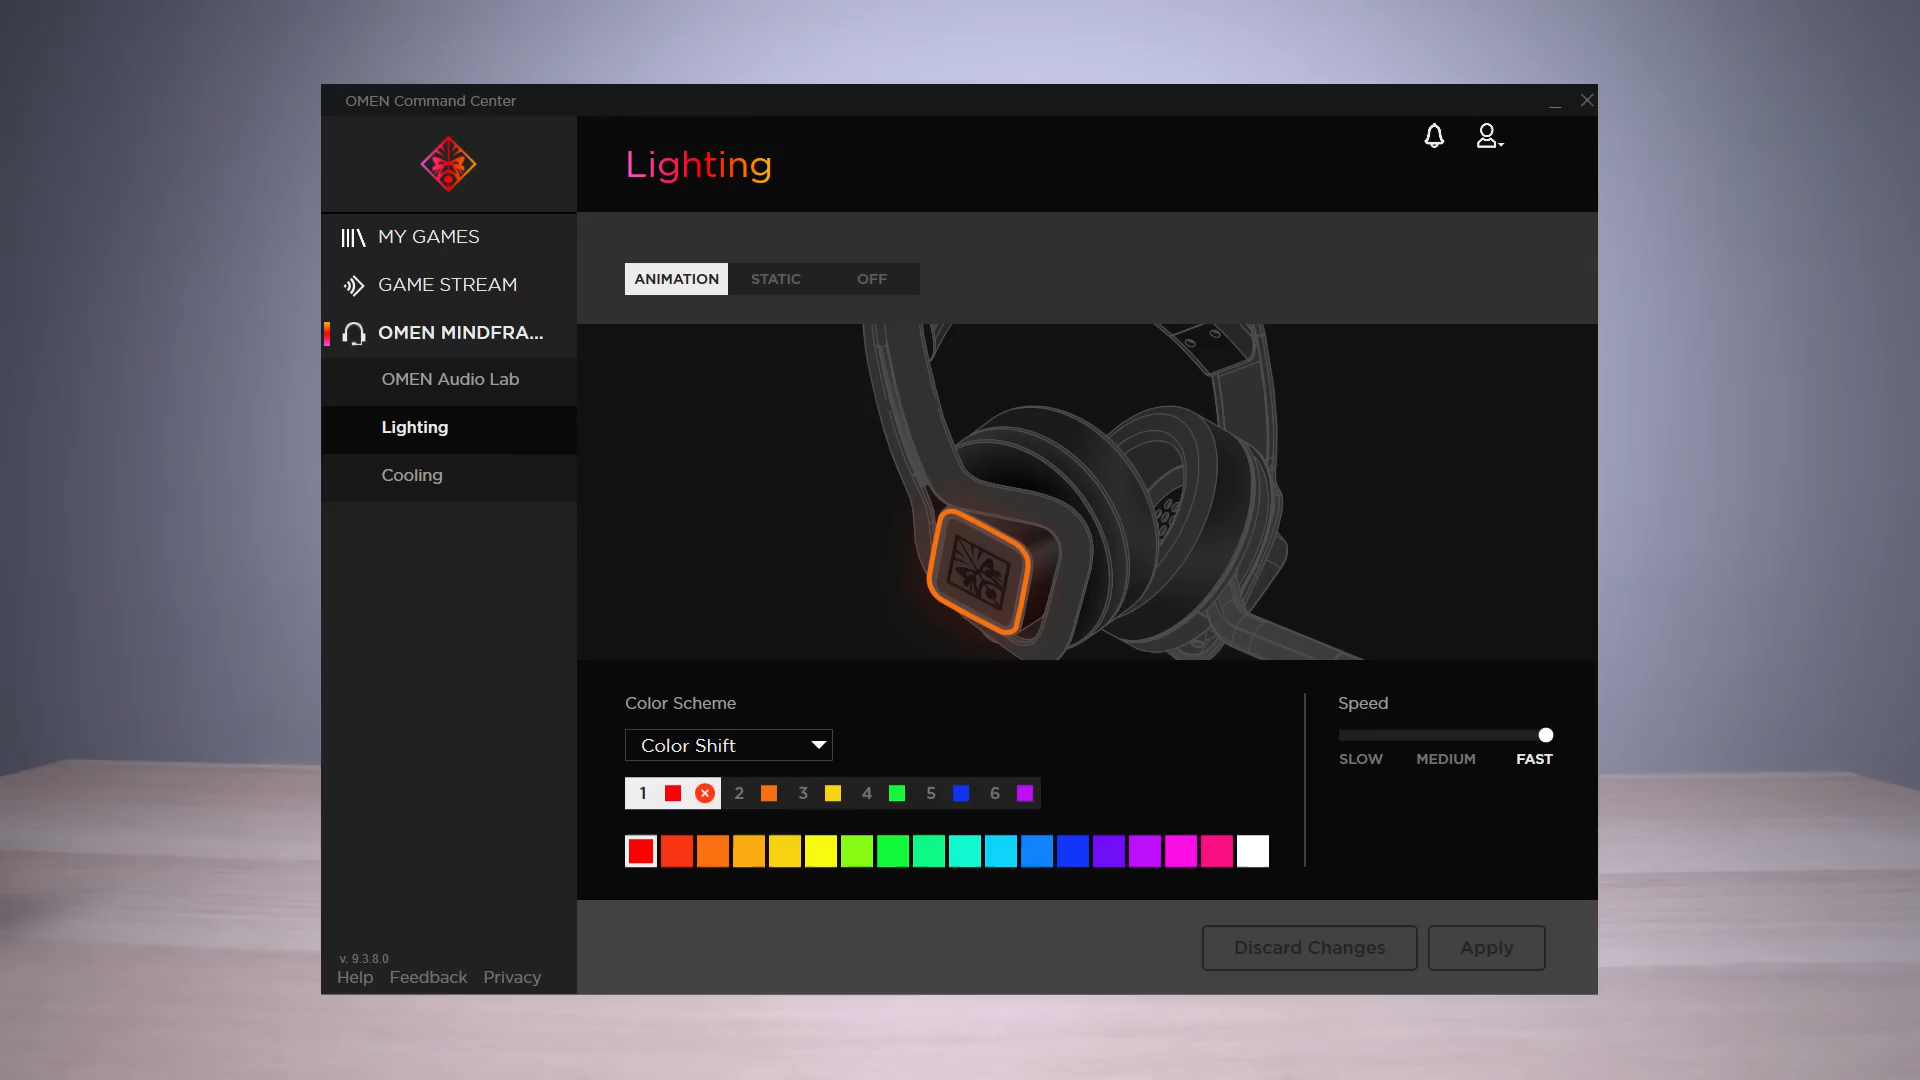 OMEN Command Center
Lighting
MY GAMES
GAME STREAM
OMEN MINDFRA...
OMEN Audio Lab
Lighting
Cooling
ANIMATION STATIC OFF
Color Scheme
Color Shift
1 2 3 4 5 6
Speed
SLOW MEDIUM FAST
Discard Changes Apply
v. 9.3.8.0
Help Feedback Privacy